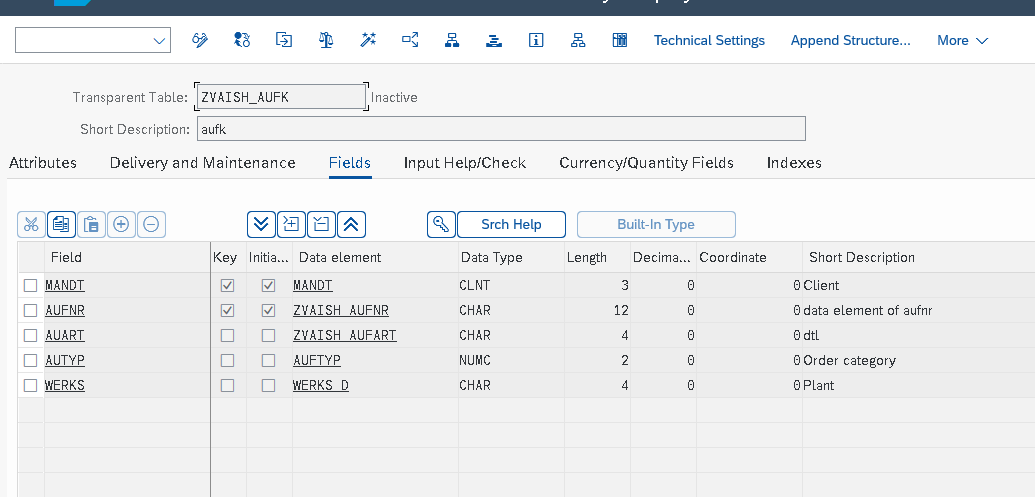 Technical Settings Append Structure... More
Transparent Table: ZVAISH_AUFK Inactive
Short Description: aufk
Attributes Delivery and Maintenance Fields Input Help/Check Currency/Quantity Fields Indexes
Srch Help Built-In Type
Field Key Initia... Data element Data Type Length Decima... Coordinate Short Description
MANDT MANDT CLNT 3 0 0 Client
AUFNR ZVAISH_AUFNR CHAR 12 0 0 data element of aufnr
AUART ZVAISH_AUFART CHAR 4 0 0 dtl
AUTYP AUFTYP NUMC 2 0 0 Order category
WERKS WERKS_D CHAR 4 0 0 Plant